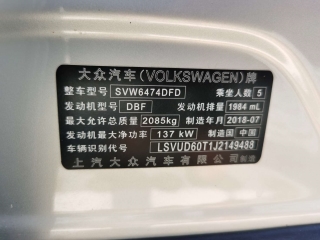 大众汽车(VOLKSWAGEN)牌
整车型号 SVW6474DFD 乘坐人数 5
发动机型号 DBF 发动机排量 1984 mL
最大允许总质量 2085kg 制造年月 2018-07
发动机最大净功率 137 kW 制造国 中国
车辆识别代号 LSVUD60T1J2149488
上汽大众汽车有限公司制造